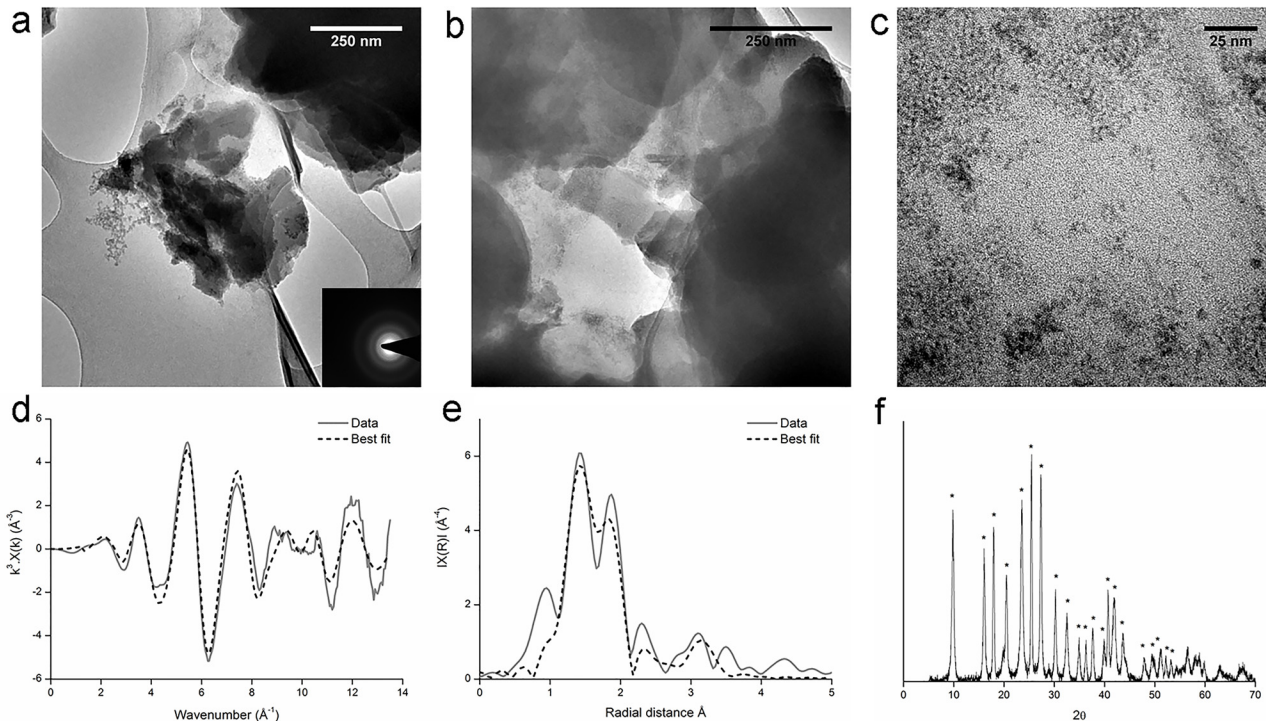 a
250 nm
b
250 nm
c
25 nm
d
6
4
2
0
-2
-4
-6
k³.X(k) (Å⁻³)
Data
Best fit
0
2
4
6
8
10
12
14
Wavenumber (Å⁻¹)
e
6
4
2
0
IX(R)I (Å⁻⁴)
Data
Best fit
0
1
2
3
4
5
Radial distance Å
f
* * * * * * * * * * * * * * * * * * * * * *
0
10
20
30
40
50
60
70
2θ